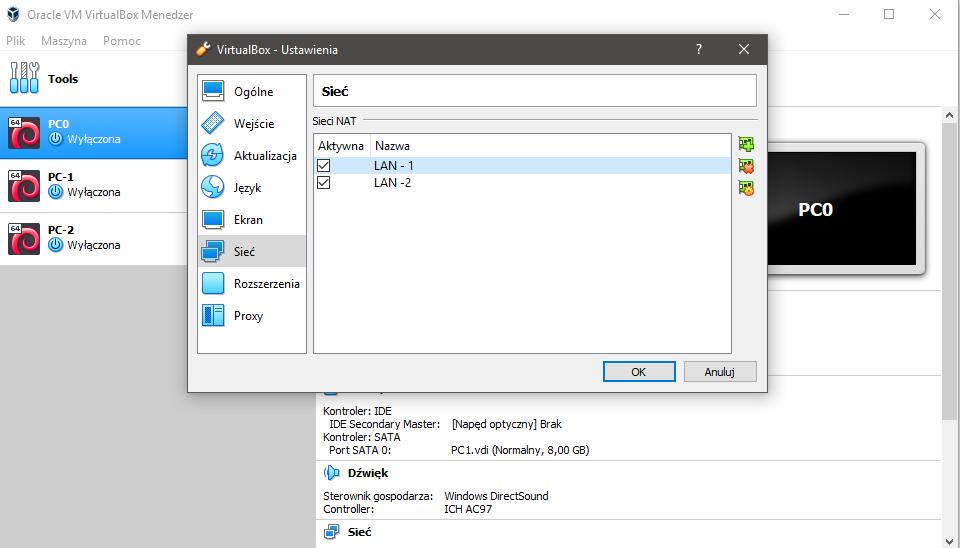 Oracle VM VirtualBox Menedżer
Plik Maszyna Pomoc
Tools
64 PC0
Wyłączona
64 PC-1
Wyłączona
64 PC-2
Wyłączona
VirtualBox - Ustawienia ?
Ogólne
Wejście
Aktualizacja
Język
Ekran
Sieć
Rozszerzenia
Proxy
Sieć
Sieci NAT
Aktywna Nazwa
LAN - 1
LAN -2
OK Anuluj
PC0
Kontroler: IDE
IDE Secondary Master: [Napęd optyczny] Brak
Kontroler: SATA
Port SATA 0: PC1.vdi (Normalny, 8,00 GB)
Dźwięk
Sterownik gospodarza: Windows DirectSound
Controller: ICH AC97
Sieć